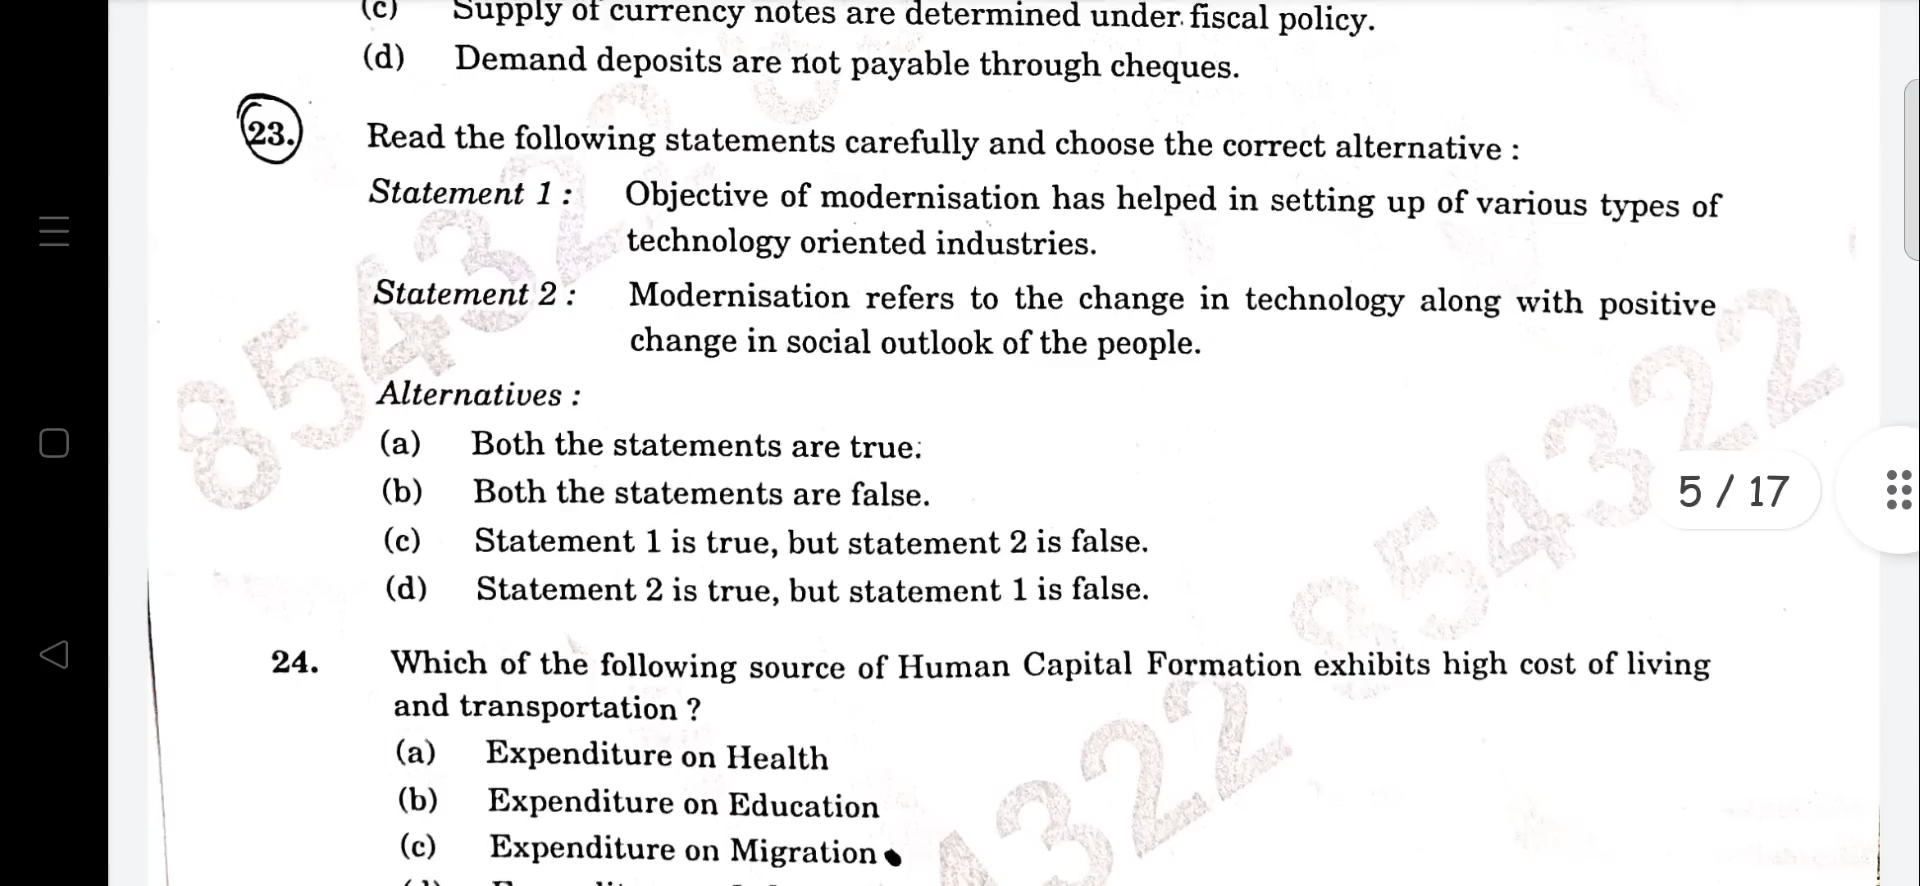 (c) Supply of currency notes are determined under fiscal policy.
(d) Demand deposits are not payable through cheques.
23. Read the following statements carefully and choose the correct alternative :
Statement 1 : Objective of modernisation has helped in setting up of various types of
technology oriented industries.
Statement 2 : Modernisation refers to the change in technology along with positive
change in social outlook of the people.
Alternatives :
(a) Both the statements are true.
(b) Both the statements are false.
(c) Statement 1 is true, but statement 2 is false.
(d) Statement 2 is true, but statement 1 is false.
5 / 17
24. Which of the following source of Human Capital Formation exhibits high cost of living
and transportation ?
(a) Expenditure on Health
(b) Expenditure on Education
(c) Expenditure on Migration
8543322
854322
4322